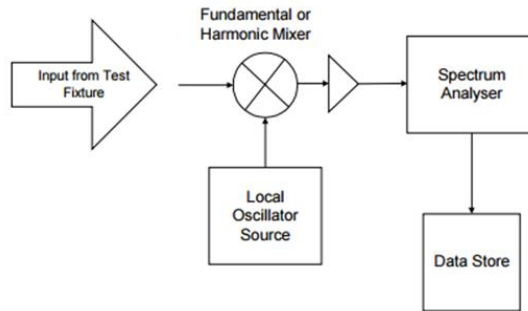 Fundamental or
Harmonic Mixer
Input from Test
Fixture
Spectrum
Analyser
Local
Oscillator
Source
Data Store